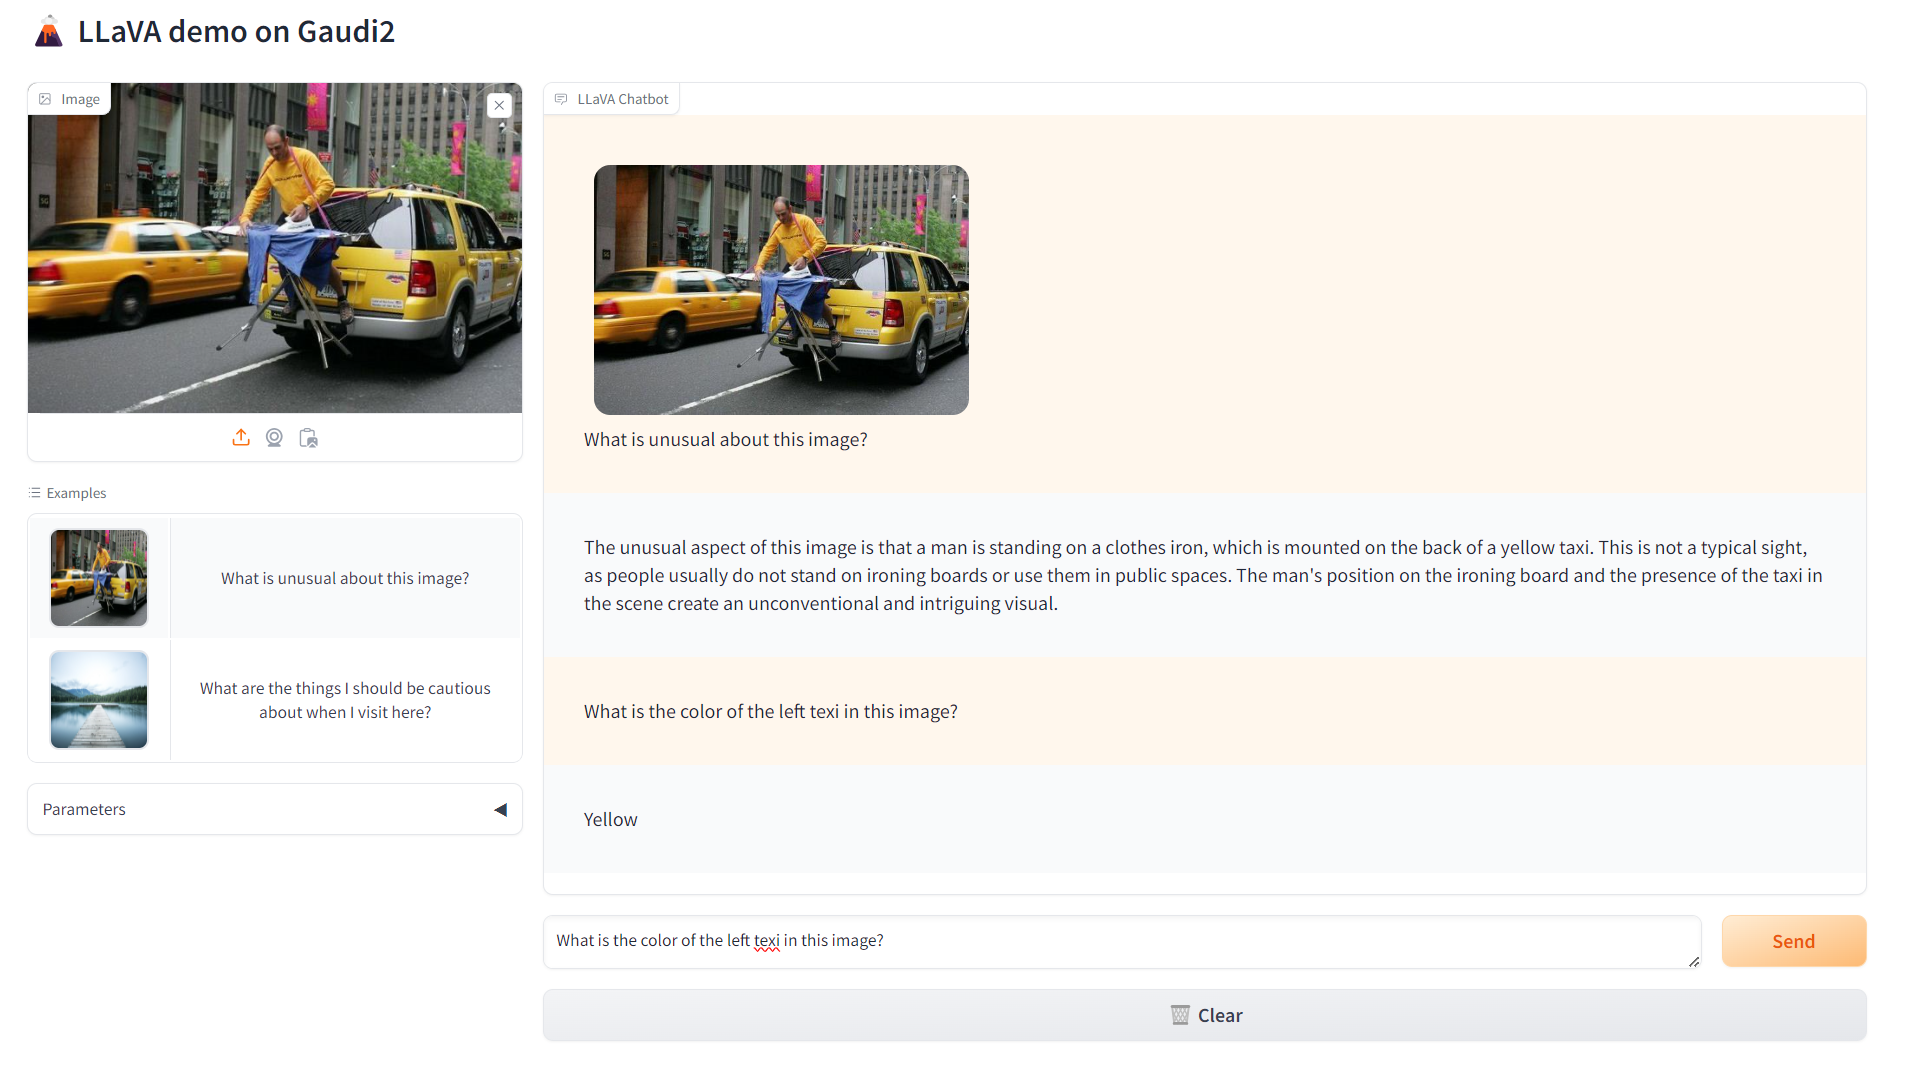 LLaVA demo on Gaudi2
Image
LLaVA Chatbot
What is unusual about this image?
The unusual aspect of this image is that a man is standing on a clothes iron, which is mounted on the back of a yellow taxi. This is not a typical sight,
as people usually do not stand on ironing boards or use them in public spaces. The man's position on the ironing board and the presence of the taxi in
the scene create an unconventional and intriguing visual.
What is the color of the left texi in this image?
Yellow
Examples
What is unusual about this image?
What are the things I should be cautious
about when I visit here?
Parameters
What is the color of the left texi in this image?
Send
Clear